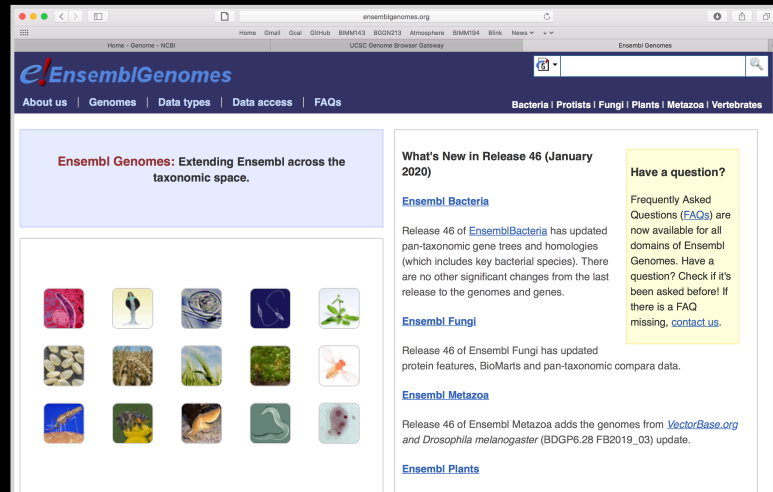 ensemblgenomes.org
Home Gmail Gcal GitHub BIMM143 BGGN213 Atmosphere BIMM194 Blink News
Home - Genome - NCBI
UCSC Genome Browser Gateway
Ensembl Genomes
e!EnsemblGenomes
About us | Genomes | Data types | Data access | FAQs
Bacteria | Protists | Fungi | Plants | Metazoa | Vertebrates
Ensembl Genomes: Extending Ensembl across the
taxonomic space.
What's New in Release 46 (January
2020)
Ensembl Bacteria
Release 46 of EnsemblBacteria has updated
pan-taxonomic gene trees and homologies
(which includes key bacterial species). There
are no other significant changes from the last
release to the genomes and genes.
Ensembl Fungi
Release 46 of Ensembl Fungi has updated
protein features, BioMarts and pan-taxonomic compara data.
Ensembl Metazoa
Release 46 of Ensembl Metazoa adds the genomes from VectorBase.org
and Drosophila melanogaster (BDGP6.28 FB2019_03) update.
Ensembl Plants
Have a question?
Frequently Asked
Questions (FAQs) are
now available for all
domains of Ensembl
Genomes. Have a
question? Check if it's
been asked before! If
there is a FAQ
missing, contact us.